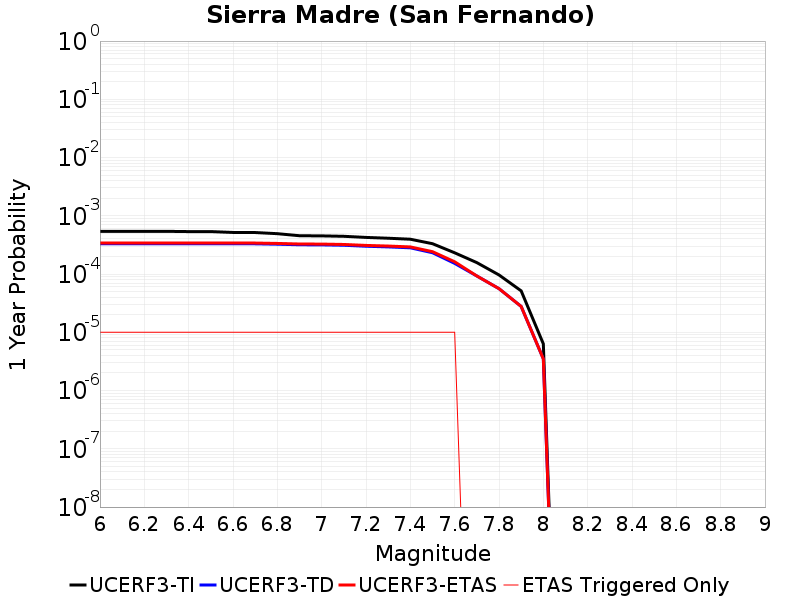 Sierra Madre (San Fernando)
10^0
10^-1
10^-2
10^-3
10^-4
10^-5
10^-6
10^-7
10^-8
1 Year Probability
6 6.2 6.4 6.6 6.8 7 7.2 7.4 7.6 7.8 8 8.2 8.4 8.6 8.8 9
Magnitude
UCERF3-TI UCERF3-TD UCERF3-ETAS ETAS Triggered Only